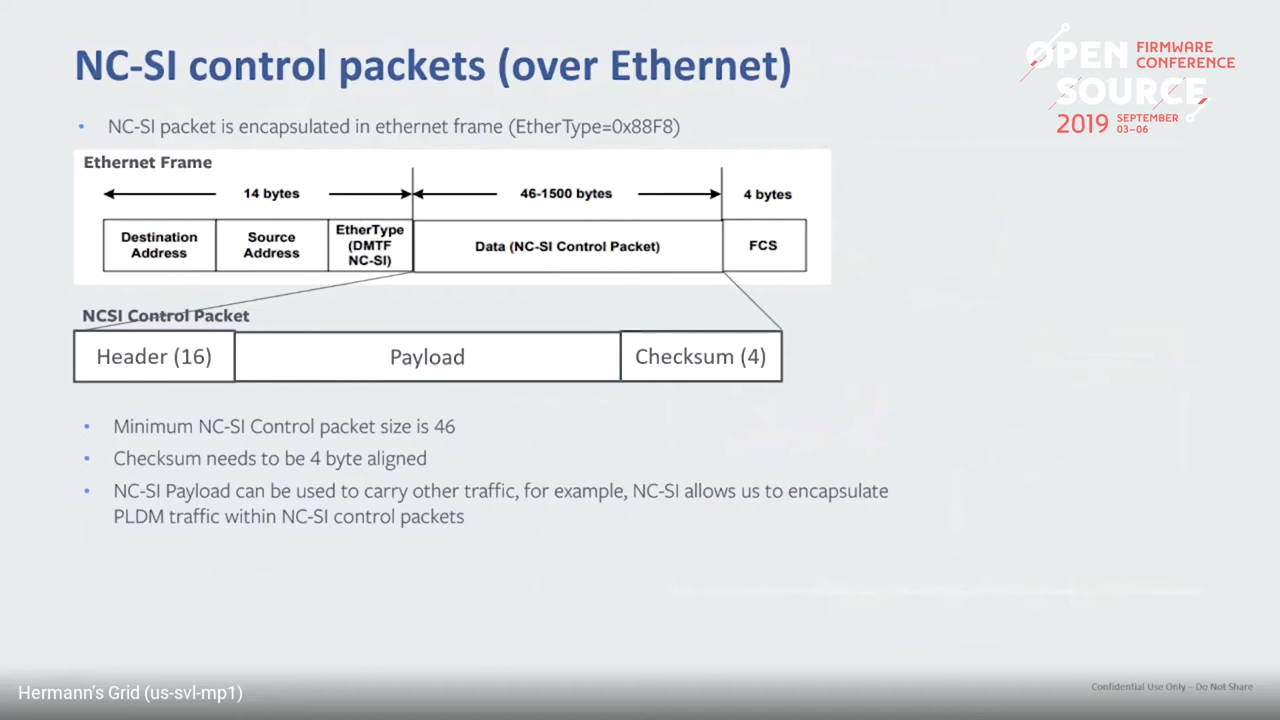 NC-SI control packets (over Ethernet)
OPEN SOURCE
FIRMWARE
CONFERENCE
2019
SEPTEMBER
03–06
• NC-SI packet is encapsulated in ethernet frame (EtherType=0x88F8)
Ethernet Frame
14 bytes
46-1500 bytes
4 bytes
Destination
Address
Source
Address
EtherType
(DMTF
NC-SI)
Data (NC-SI Control Packet)
FCS
NCSI Control Packet
Header (16)
Payload
Checksum (4)
• Minimum NC-SI Control packet size is 46
• Checksum needs to be 4 byte aligned
• NC-SI Payload can be used to carry other traffic, for example, NC-SI allows us to encapsulate
PLDM traffic within NC-SI control packets
Hermann's Grid (us-svl-mp1)
Confidential Use Only – Do Not Share